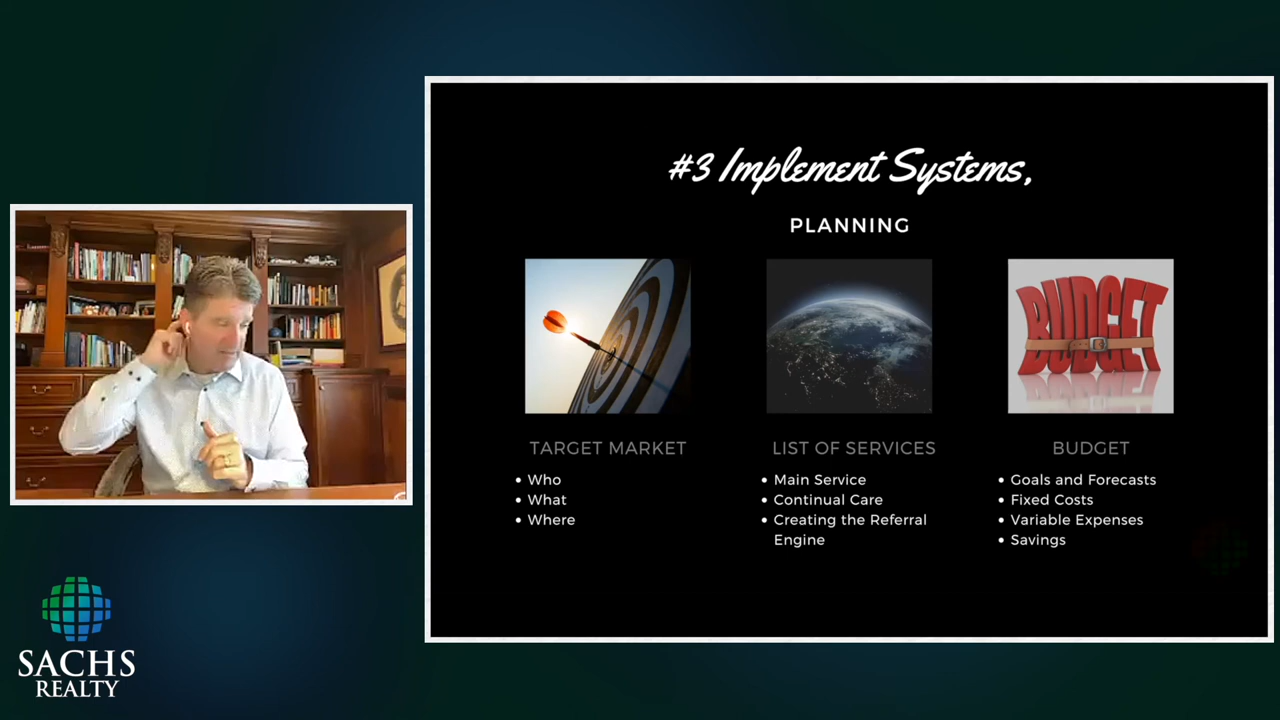 #3 Implement Systems,
PLANNING
BUDGET
TARGET MARKET
• Who
• What
• Where
LIST OF SERVICES
• Main Service
• Continual Care
• Creating the Referral
Engine
BUDGET
• Goals and Forecasts
• Fixed Costs
• Variable Expenses
• Savings
SACHS
REALTY